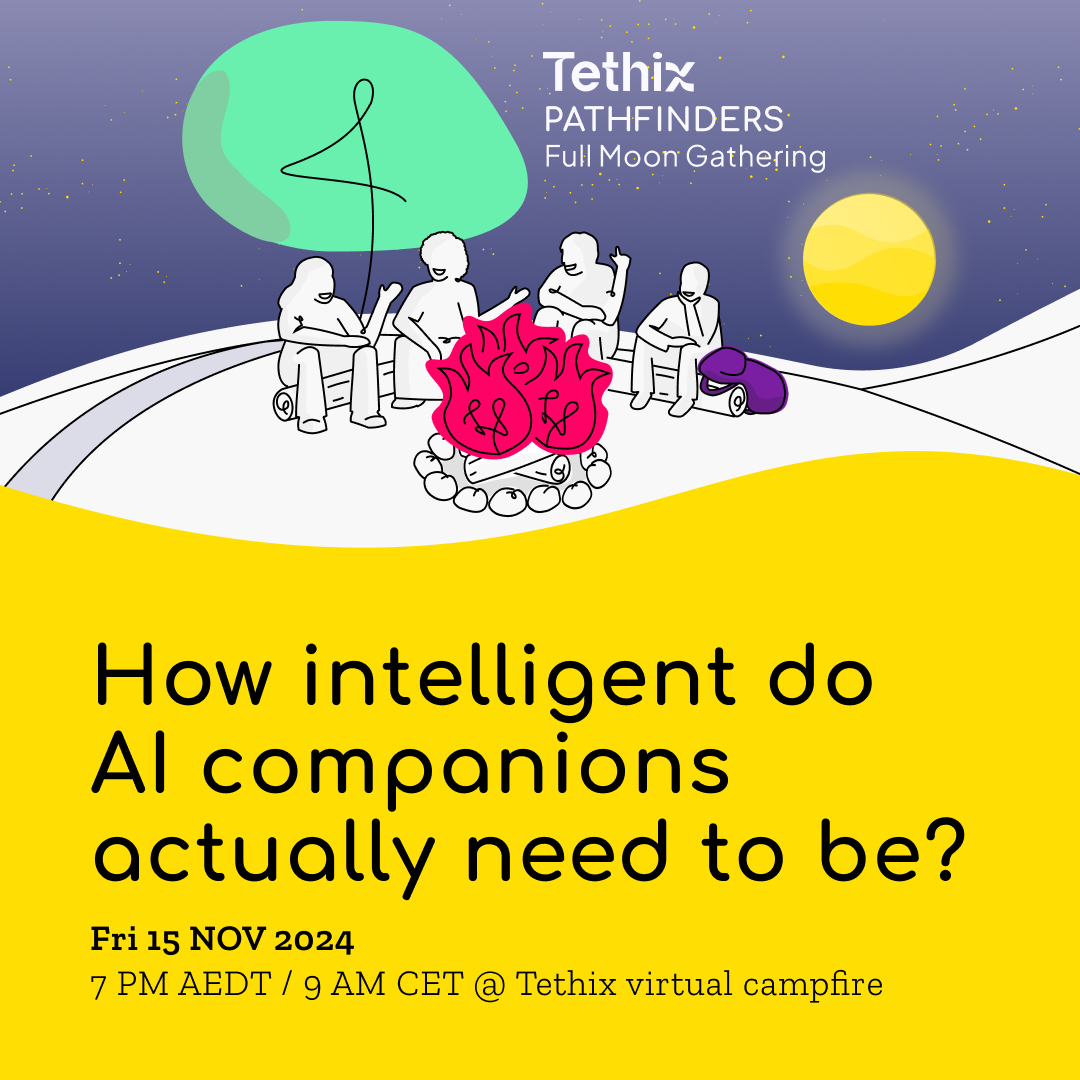 Tethix
PATHFINDERS
Full Moon Gathering
How intelligent do
AI companions
actually need to be?
Fri 15 NOV 2024
7 PM AEDT / 9 AM CET @ Tethix virtual campfire